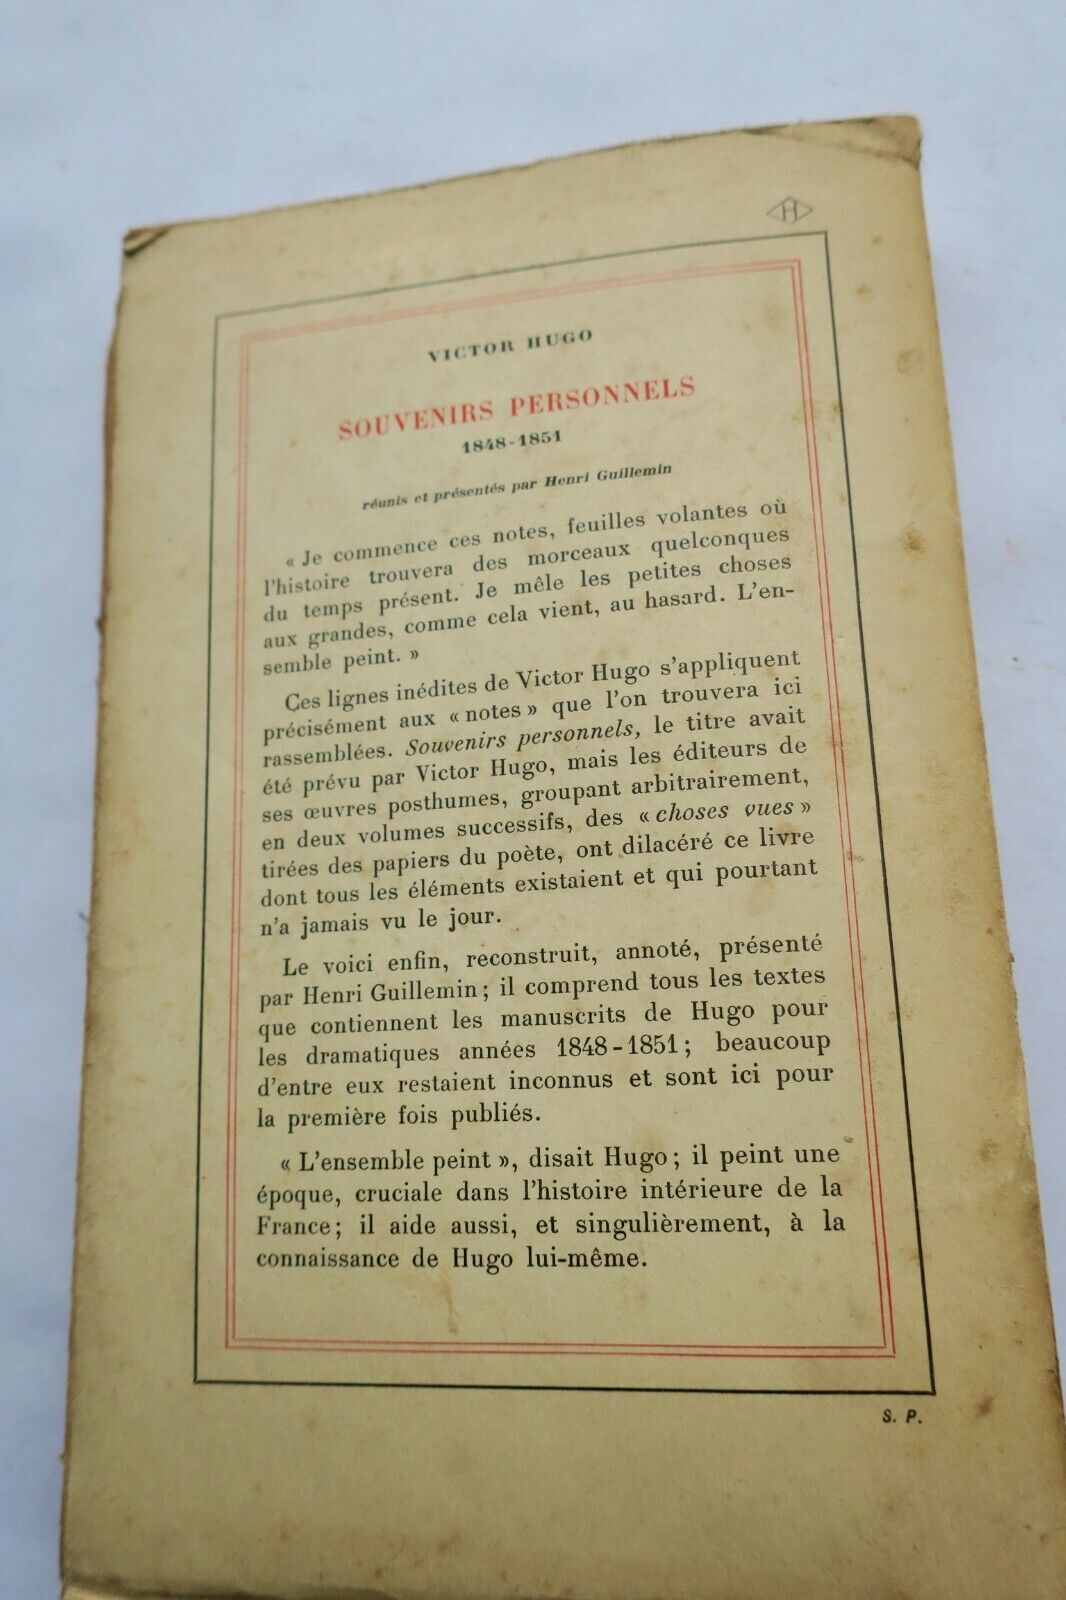 H
VICTOR HUGO
SOUVENIRS PERSONNELS
1848-1851
réunis et présentés par Henri Guillemin
« Je commence ces notes, feuilles volantes où
l'histoire trouvera des morceaux quelconques
du temps présent. Je mêle les petites choses
aux grandes, comme cela vient, au hasard. L'en-
semble peint. »
Ces lignes inédites de Victor Hugo s'appliquent
précisément aux « notes » que l'on trouvera ici
rassemblées. Souvenirs personnels, le titre avait
été prévu par Victor Hugo, mais les éditeurs de
ses œuvres posthumes, groupant arbitrairement,
en deux volumes successifs, des « choses vues »
tirées des papiers du poète, ont dilacéré ce livre
dont tous les éléments existaient et qui pourtant
n'a jamais vu le jour.
Le voici enfin, reconstruit, annoté, présenté
par Henri Guillemin ; il comprend tous les textes
que contiennent les manuscrits de Hugo pour
les dramatiques années 1848-1851 ; beaucoup
d'entre eux restaient inconnus et sont ici pour
la première fois publiés.
« L'ensemble peint », disait Hugo ; il peint une
époque, cruciale dans l'histoire intérieure de la
France ; il aide aussi, et singulièrement, à la
connaissance de Hugo lui-même.
S. P.